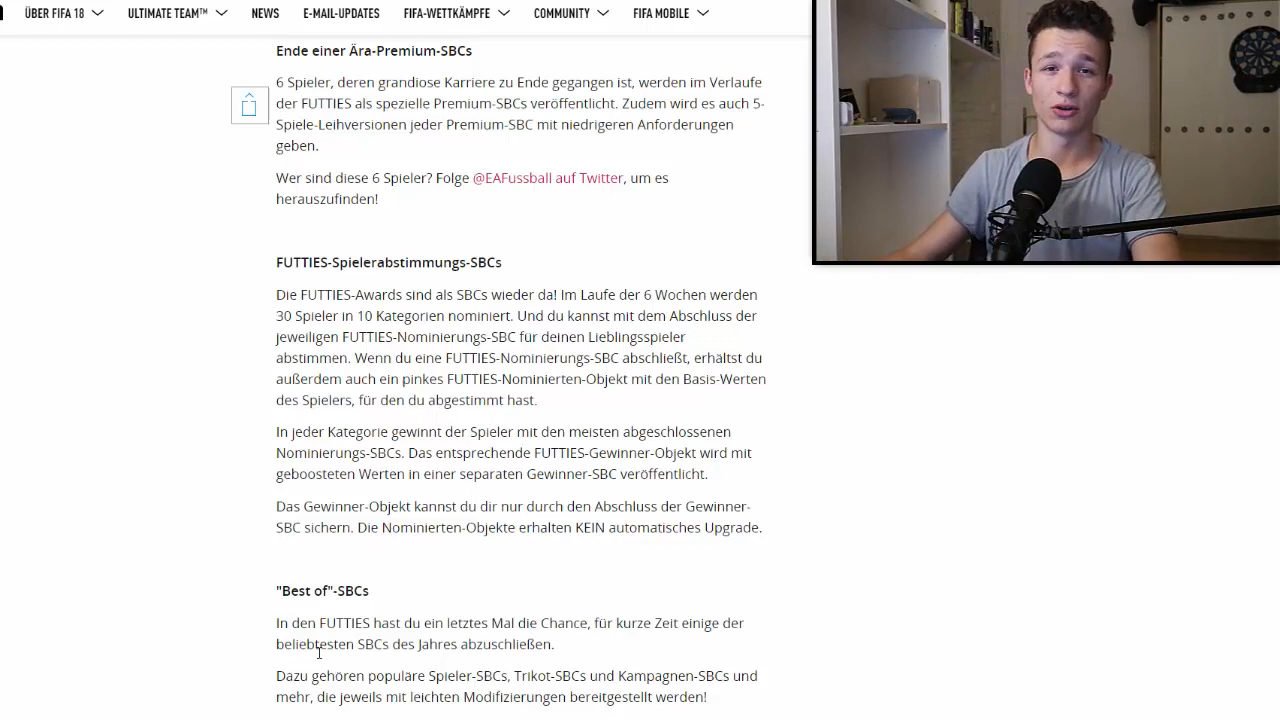 ÜBER FIFA 18 ULTIMATE TEAM™ NEWS E-MAIL-UPDATES FIFA-WETTKÄMPFE COMMUNITY FIFA MOBILE
Ende einer Ära-Premium-SBCs
6 Spieler, deren grandiose Karriere zu Ende gegangen ist, werden im Verlaufe
der FUTTIES als spezielle Premium-SBCs veröffentlicht. Zudem wird es auch 5-
Spiele-Leihversionen jeder Premium-SBC mit niedrigeren Anforderungen
geben.
Wer sind diese 6 Spieler? Folge @EAFussball auf Twitter, um es
herauszufinden!
FUTTIES-Spielerabstimmungs-SBCs
Die FUTTIES-Awards sind als SBCs wieder da! Im Laufe der 6 Wochen werden
30 Spieler in 10 Kategorien nominiert. Und du kannst mit dem Abschluss der
jeweiligen FUTTIES-Nominierungs-SBC für deinen Lieblingsspieler
abstimmen. Wenn du eine FUTTIES-Nominierungs-SBC abschließt, erhältst du
außerdem auch ein pinkes FUTTIES-Nominierten-Objekt mit den Basis-Werten
des Spielers, für den du abgestimmt hast.
In jeder Kategorie gewinnt der Spieler mit den meisten abgeschlossenen
Nominierungs-SBCs. Das entsprechende FUTTIES-Gewinner-Objekt wird mit
geboosteten Werten in einer separaten Gewinner-SBC veröffentlicht.
Das Gewinner-Objekt kannst du dir nur durch den Abschluss der Gewinner-
SBC sichern. Die Nominierten-Objekte erhalten KEIN automatisches Upgrade.
"Best of"-SBCs
In den FUTTIES hast du ein letztes Mal die Chance, für kurze Zeit einige der
beliebtesten SBCs des Jahres abzuschließen.
Dazu gehören populäre Spieler-SBCs, Trikot-SBCs und Kampagnen-SBCs und
mehr, die jeweils mit leichten Modifizierungen bereitgestellt werden!